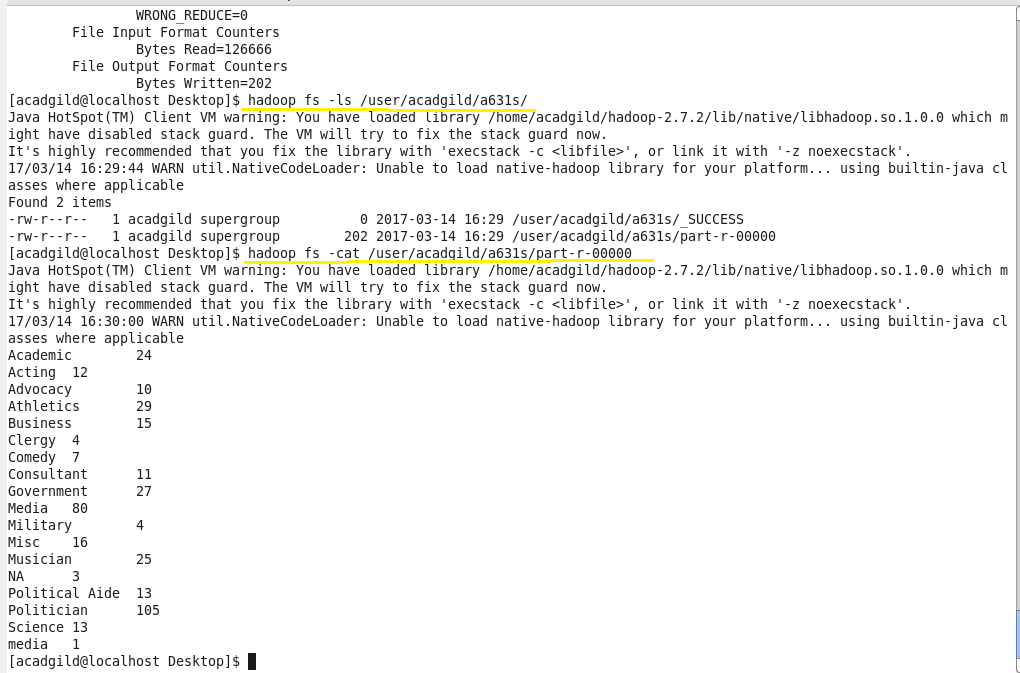 WRONG_REDUCE=0
File Input Format Counters
Bytes Read=126666
File Output Format Counters
Bytes Written=202
[acadgild@localhost Desktop]$ hadoop fs -ls /user/acadgild/a631s/
Java HotSpot(TM) Client VM warning: You have loaded library /home/acadgild/hadoop-2.7.2/lib/native/libhadoop.so.1.0.0 which m
ight have disabled stack guard. The VM will try to fix the stack guard now.
It's highly recommended that you fix the library with 'execstack -c <libfile>', or link it with '-z noexecstack'.
17/03/14 16:29:44 WARN util.NativeCodeLoader: Unable to load native-hadoop library for your platform... using builtin-java cl
asses where applicable
Found 2 items
-rw-r--r--   1 acadgild supergroup          0 2017-03-14 16:29 /user/acadgild/a631s/_SUCCESS
-rw-r--r--   1 acadgild supergroup        202 2017-03-14 16:29 /user/acadgild/a631s/part-r-00000
[acadgild@localhost Desktop]$ hadoop fs -cat /user/acadgild/a631s/part-r-00000
Java HotSpot(TM) Client VM warning: You have loaded library /home/acadgild/hadoop-2.7.2/lib/native/libhadoop.so.1.0.0 which m
ight have disabled stack guard. The VM will try to fix the stack guard now.
It's highly recommended that you fix the library with 'execstack -c <libfile>', or link it with '-z noexecstack'.
17/03/14 16:30:00 WARN util.NativeCodeLoader: Unable to load native-hadoop library for your platform... using builtin-java cl
asses where applicable
Academic        24
Acting  12
Advocacy        10
Athletics       29
Business        15
Clergy  4
Comedy  7
Consultant      11
Government      27
Media   80
Military        4
Misc    16
Musician        25
NA      3
Political Aide  13
Politician      105
Science 13
media   1
[acadgild@localhost Desktop]$